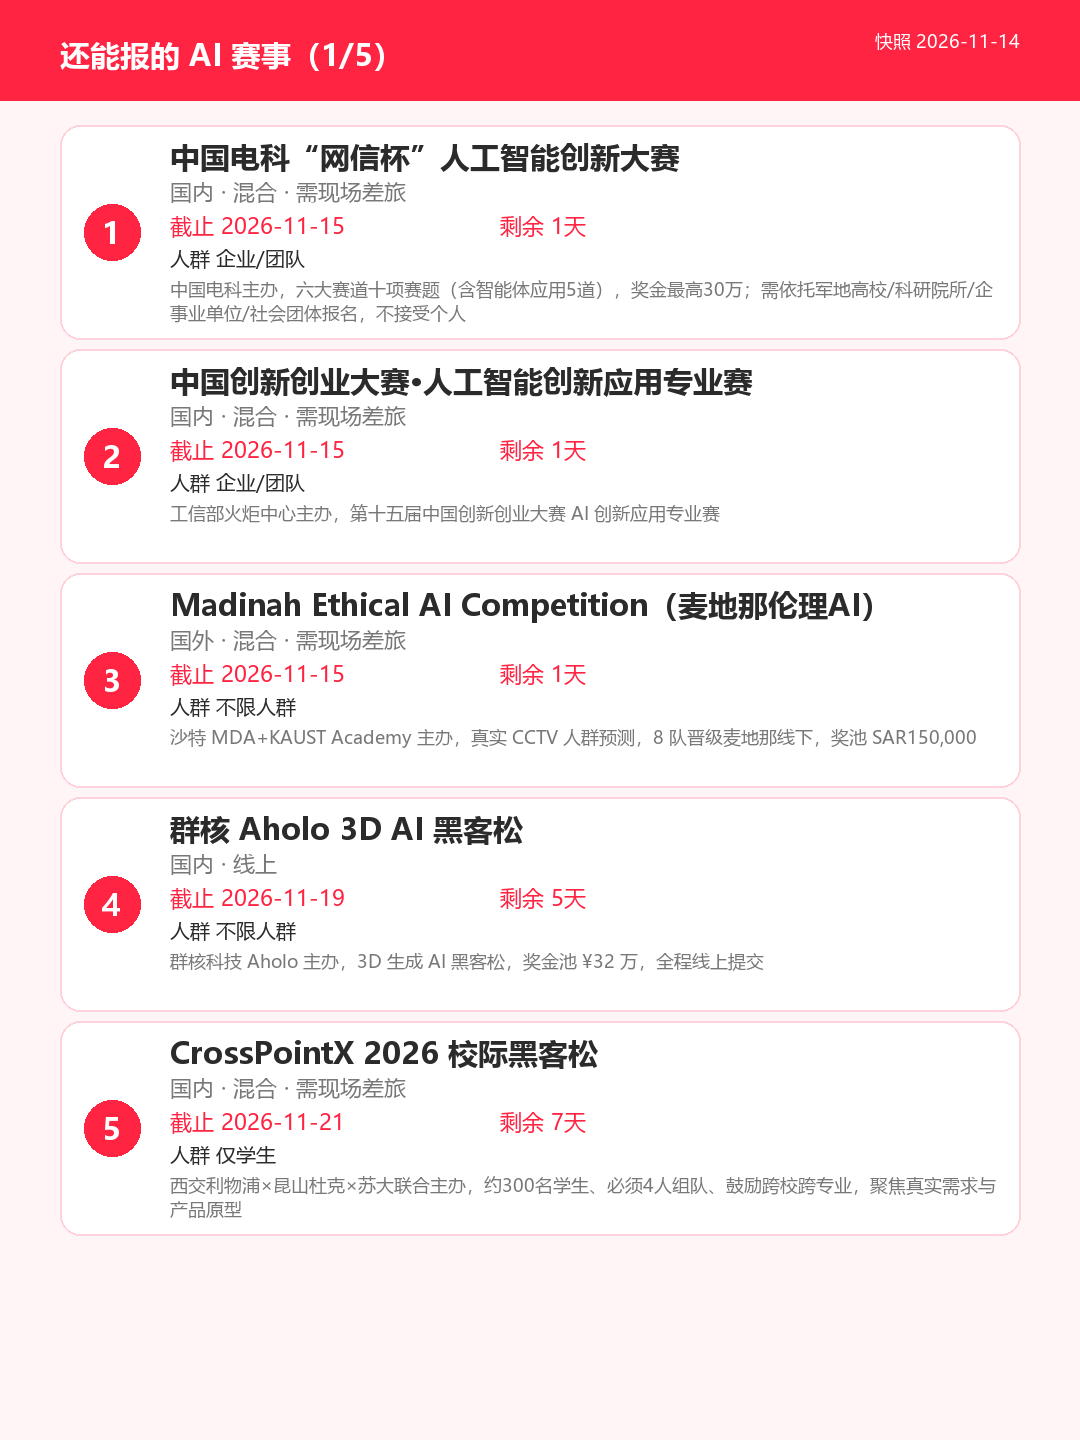 还能报的 AI 赛事（1/5）
快照 2026-11-14
1
中国电科“网信杯”人工智能创新大赛
国内 · 混合 · 需现场差旅
截止 2026-11-15 剩余 1天
人群 企业/团队
中国电科主办，六大赛道十项赛题（含智能体应用5道），奖金最高30万；需依托军地高校/科研院所/企
事业单位/社会团体报名，不接受个人
2
中国创新创业大赛•人工智能创新应用专业赛
国内 · 混合 · 需现场差旅
截止 2026-11-15 剩余 1天
人群 企业/团队
工信部火炬中心主办，第十五届中国创新创业大赛 AI 创新应用专业赛
3
Madinah Ethical AI Competition（麦地那伦理AI）
国外 · 混合 · 需现场差旅
截止 2026-11-15 剩余 1天
人群 不限人群
沙特 MDA+KAUST Academy 主办，真实 CCTV 人群预测，8 队晋级麦地那线下，奖池 SAR150,000
4
群核 Aholo 3D AI 黑客松
国内 · 线上
截止 2026-11-19 剩余 5天
人群 不限人群
群核科技 Aholo 主办，3D 生成 AI 黑客松，奖金池 ¥32 万，全程线上提交
5
CrossPointX 2026 校际黑客松
国内 · 混合 · 需现场差旅
截止 2026-11-21 剩余 7天
人群 仅学生
西交利物浦×昆山杜克×苏大联合主办，约300名学生、必须4人组队、鼓励跨校跨专业，聚焦真实需求与
产品原型